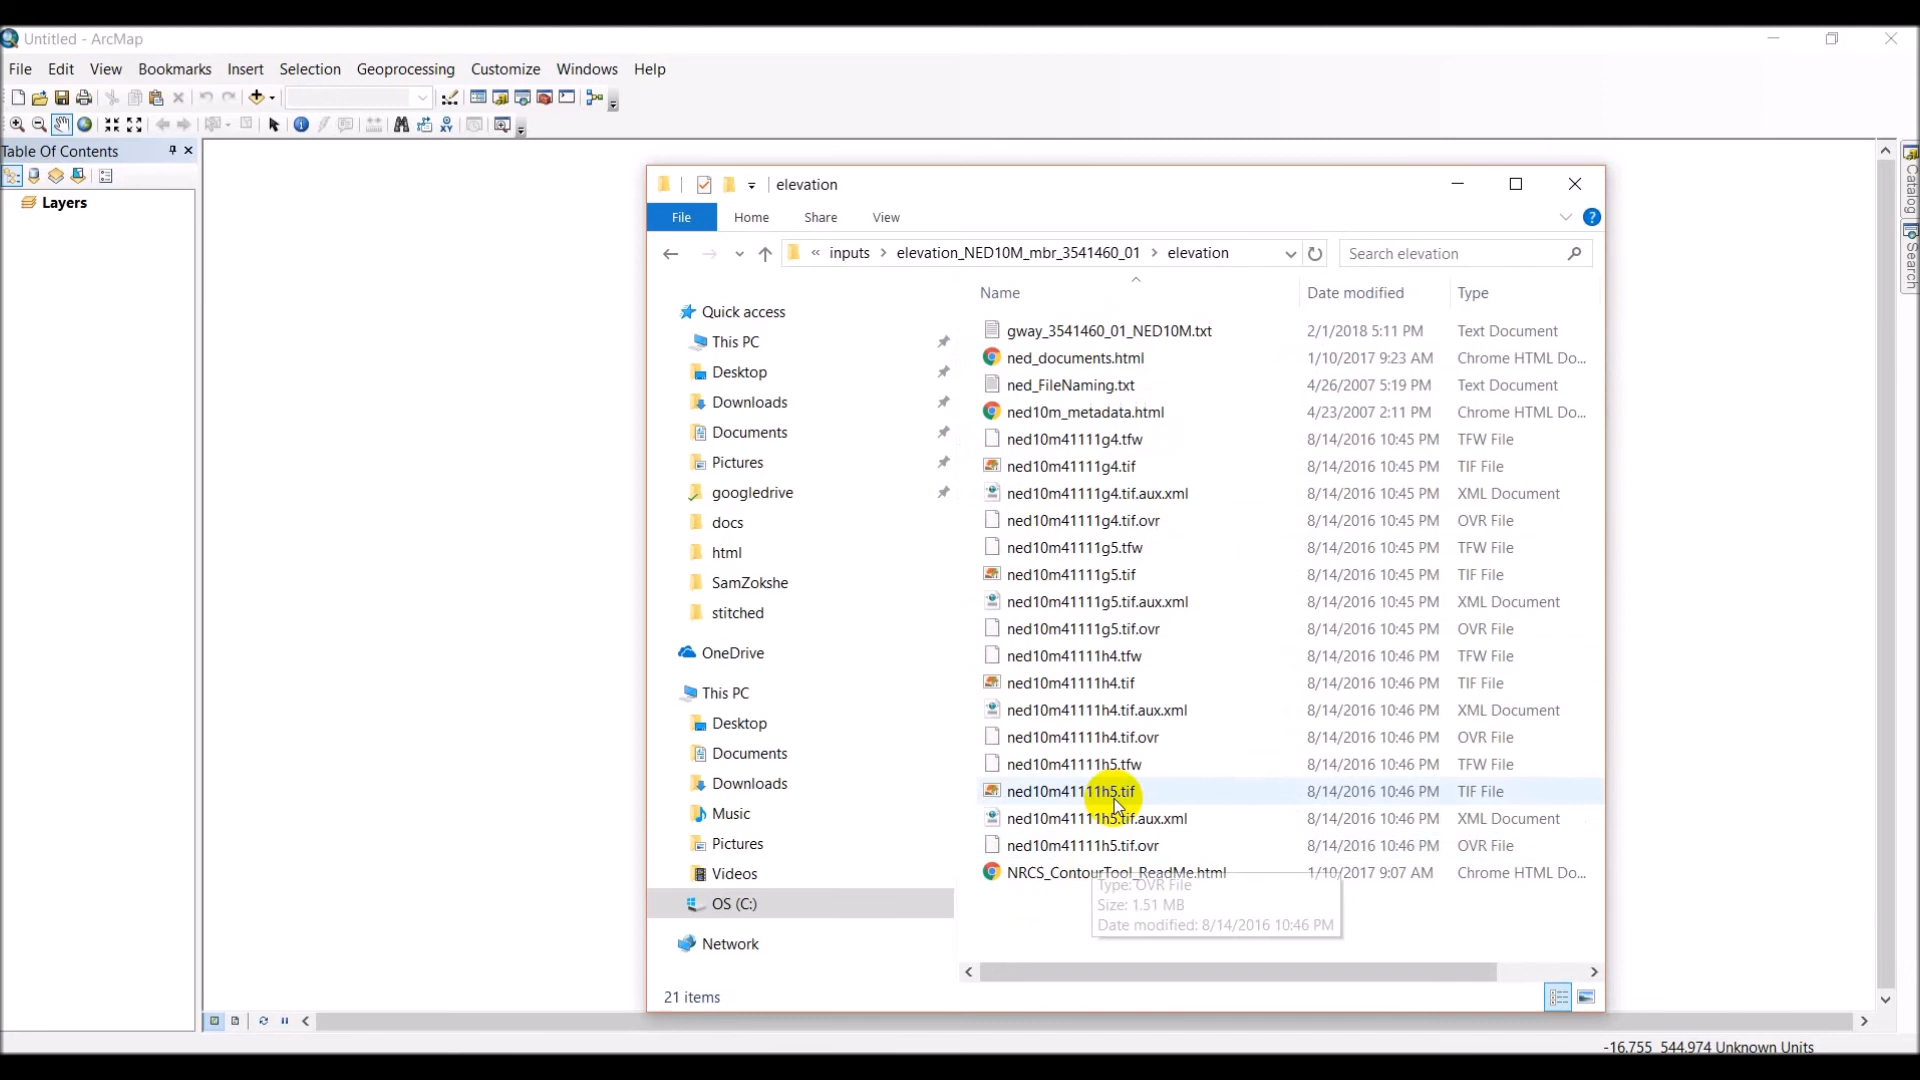 Untitled - ArcMap
File Edit View Bookmarks Insert Selection Geoprocessing Customize Windows Help
Table Of Contents
Layers
Catalog
Search
elevation
File Home Share View
« inputs > elevation_NED10M_mbr_3541460_01 > elevation
Search elevation
Name Date modified Type
gway_3541460_01_NED10M.txt 2/1/2018 5:11 PM Text Document
ned_documents.html 1/10/2017 9:23 AM Chrome HTML Do...
ned_FileNaming.txt 4/26/2007 5:19 PM Text Document
ned10m_metadata.html 4/23/2007 2:11 PM Chrome HTML Do...
ned10m41111g4.tfw 8/14/2016 10:45 PM TFW File
ned10m41111g4.tif 8/14/2016 10:45 PM TIF File
ned10m41111g4.tif.aux.xml 8/14/2016 10:45 PM XML Document
ned10m41111g4.tif.ovr 8/14/2016 10:45 PM OVR File
ned10m41111g5.tfw 8/14/2016 10:45 PM TFW File
ned10m41111g5.tif 8/14/2016 10:45 PM TIF File
ned10m41111g5.tif.aux.xml 8/14/2016 10:45 PM XML Document
ned10m41111g5.tif.ovr 8/14/2016 10:45 PM OVR File
ned10m41111h4.tfw 8/14/2016 10:46 PM TFW File
ned10m41111h4.tif 8/14/2016 10:46 PM TIF File
ned10m41111h4.tif.aux.xml 8/14/2016 10:46 PM XML Document
ned10m41111h4.tif.ovr 8/14/2016 10:46 PM OVR File
ned10m41111h5.tfw 8/14/2016 10:46 PM TFW File
ned10m41111h5.tif 8/14/2016 10:46 PM TIF File
ned10m41111h5.tif.aux.xml 8/14/2016 10:46 PM XML Document
ned10m41111h5.tif.ovr 8/14/2016 10:46 PM OVR File
NRCS_ContourTool_ReadMe.html 1/10/2017 9:07 AM Chrome HTML Do...
Type: OVR File
Size: 1.51 MB
Date modified: 8/14/2016 10:46 PM
Quick access
This PC
Desktop
Downloads
Documents
Pictures
googledrive
docs
html
SamZokshe
stitched
OneDrive
This PC
Desktop
Documents
Downloads
Music
Pictures
Videos
OS (C:)
Network
21 items
-16.755 544.974 Unknown Units